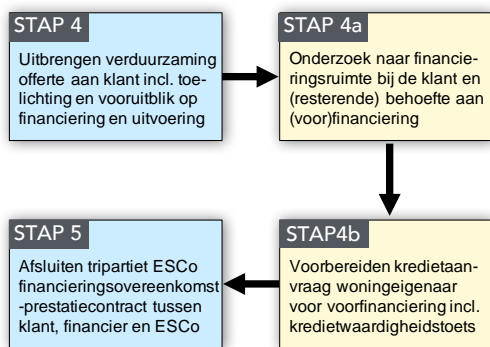 STAP 4
Uitbrengen verduurzaming
offerte aan klant incl. toe-
lichting en vooruitblik op
financiering en uitvoering
STAP 4a
Onderzoek naar financie-
ringsruimte bij de klant en
(resterende) behoefte aan
(voor)financiering
STAP4b
Voorbereiden kredietaan-
vraag woningeigenaar
voor voorfinanciering incl.
kredietwaardigheidstoets
STAP 5
Afsluiten tripartiet ESCo
financieringsovereenkomst
-prestatiecontract tussen
klant, financier en ESCo